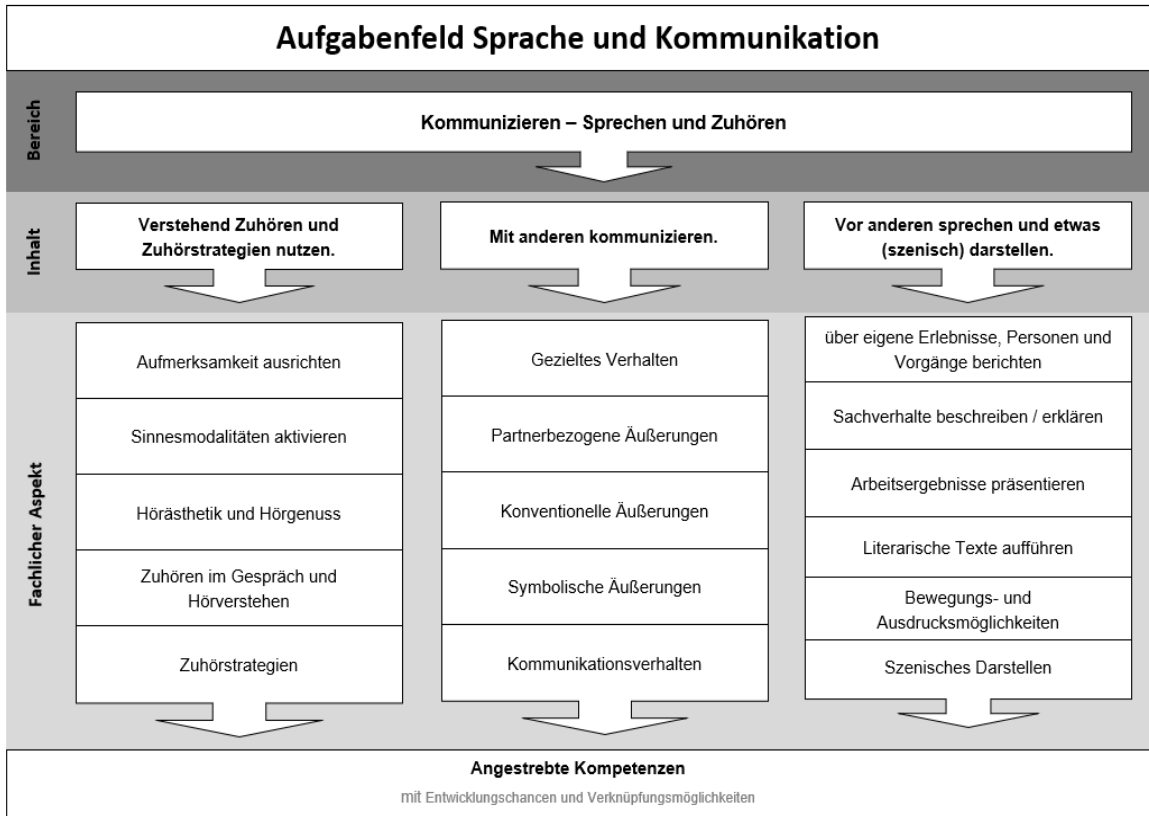 Aufgabenfeld Sprache und Kommunikation
Bereich
Kommunizieren – Sprechen und Zuhören
Inhalt
Verstehend Zuhören und
Zuhörstrategien nutzen.
Mit anderen kommunizieren.
Vor anderen sprechen und etwas
(szenisch) darstellen.
Fachlicher Aspekt
Aufmerksamkeit ausrichten
Sinnesmodalitäten aktivieren
Hörästhetik und Hörgenuss
Zuhören im Gespräch und
Hörverstehen
Zuhörstrategien
Gezieltes Verhalten
Partnerbezogene Äußerungen
Konventionelle Äußerungen
Symbolische Äußerungen
Kommunikationsverhalten
über eigene Erlebnisse, Personen und
Vorgänge berichten
Sachverhalte beschreiben / erklären
Arbeitsergebnisse präsentieren
Literarische Texte aufführen
Bewegungs- und
Ausdrucksmöglichkeiten
Szenisches Darstellen
Angestrebte Kompetenzen
mit Entwicklungschancen und Verknüpfungsmöglichkeiten